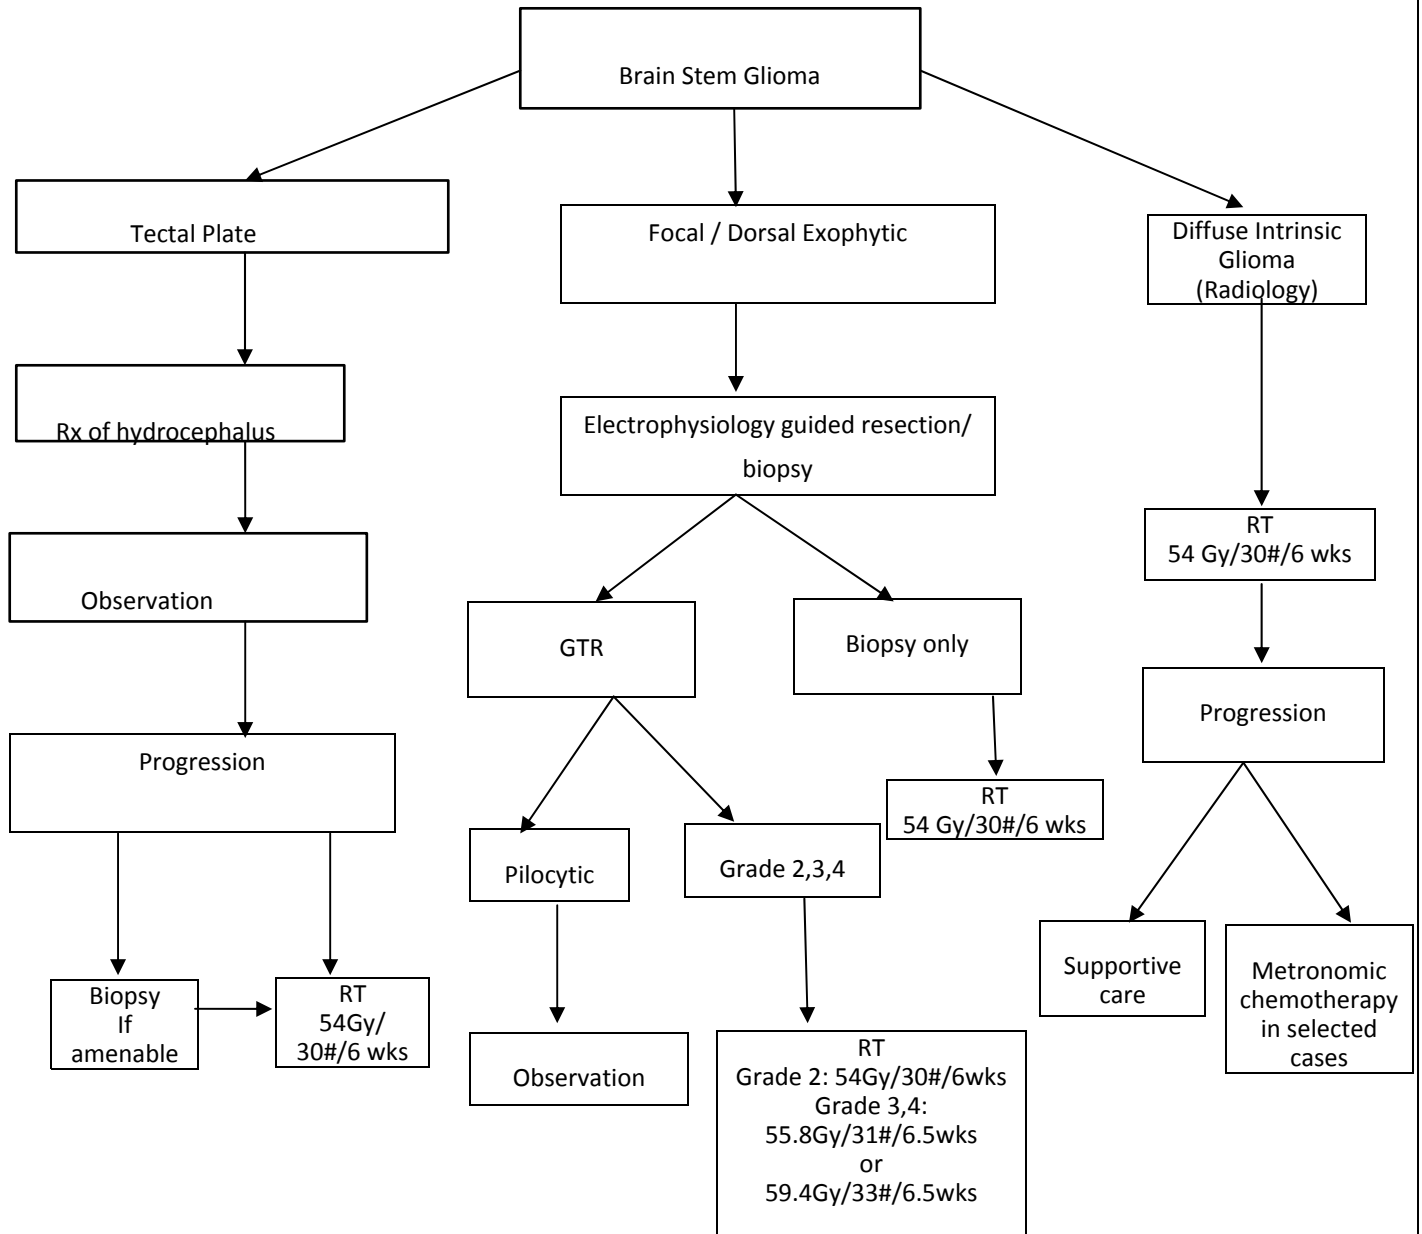 Brain Stem Glioma
Tectal Plate
Focal / Dorsal Exophytic
Diffuse Intrinsic
Glioma
(Radiology)
Rx of hydrocephalus
Electrophysiology guided resection/
biopsy
Observation
RT
54 Gy/30#/6 wks
GTR
Biopsy only
Progression
Progression
RT
54 Gy/30#/6 wks
Pilocytic
Grade 2,3,4
Biopsy
If
amenable
RT
54Gy/
30#/6 wks
Observation
RT
Grade 2: 54Gy/30#/6wks
Grade 3,4:
55.8Gy/31#/6.5wks
or
59.4Gy/33#/6.5wks
Supportive
care
Metronomic
chemotherapy
in selected
cases